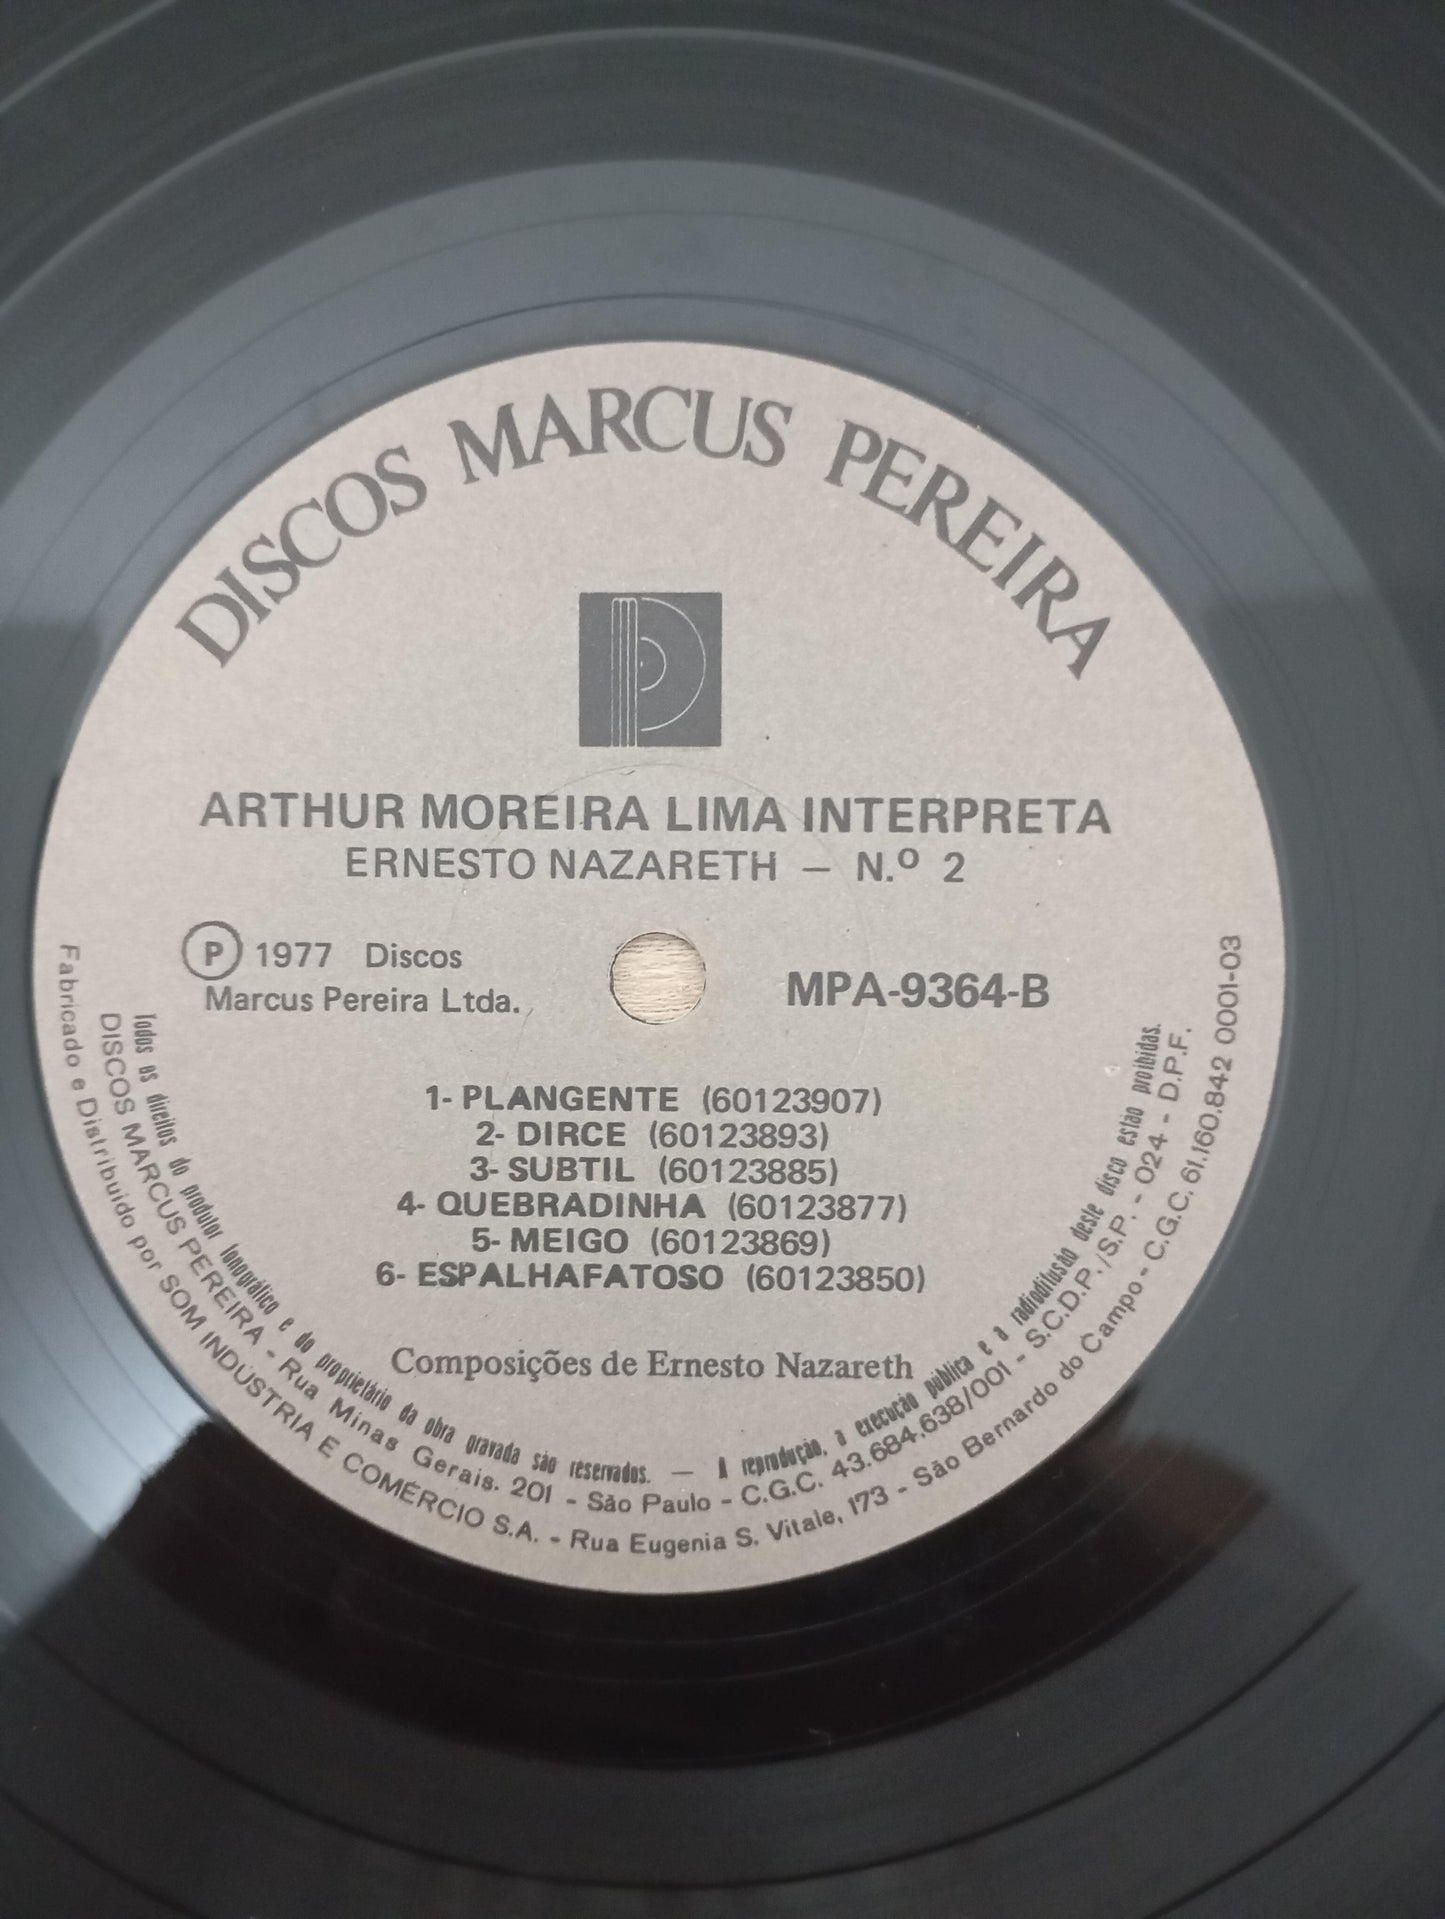 DISCOS MARCUS PEREIRA
ARTHUR MOREIRA LIMA INTERPRETA
ERNESTO NAZARETH — N.º 2
Ⓟ 1977 Discos
Marcus Pereira Ltda.
MPA-9364-B
1- PLANGENTE (60123907)
2- DIRCE (60123893)
3- SUBTIL (60123885)
4- QUEBRADINHA (60123877)
5- MEIGO (60123869)
6- ESPALHAFATOSO (60123850)
Composições de Ernesto Nazareth
Todos os direitos do produtor fonográfico e do proprietário da obra gravada são reservados. — A reprodução, a execução pública e a radiodifusão deste disco estão proibidas.
DISCOS MARCUS PEREIRA - Rua Minas Gerais. 201 - São Paulo - C.G.C. 43.684.638/001 - S.C.D.P./S.P. - 024 - D.P.F.
Fabricado e Distribuído por SOM INDÚSTRIA E COMÉRCIO S.A. - Rua Eugenia S. Vitale, 173 - São Bernardo do Campo - C.G.C. 61.160.842 0001-03